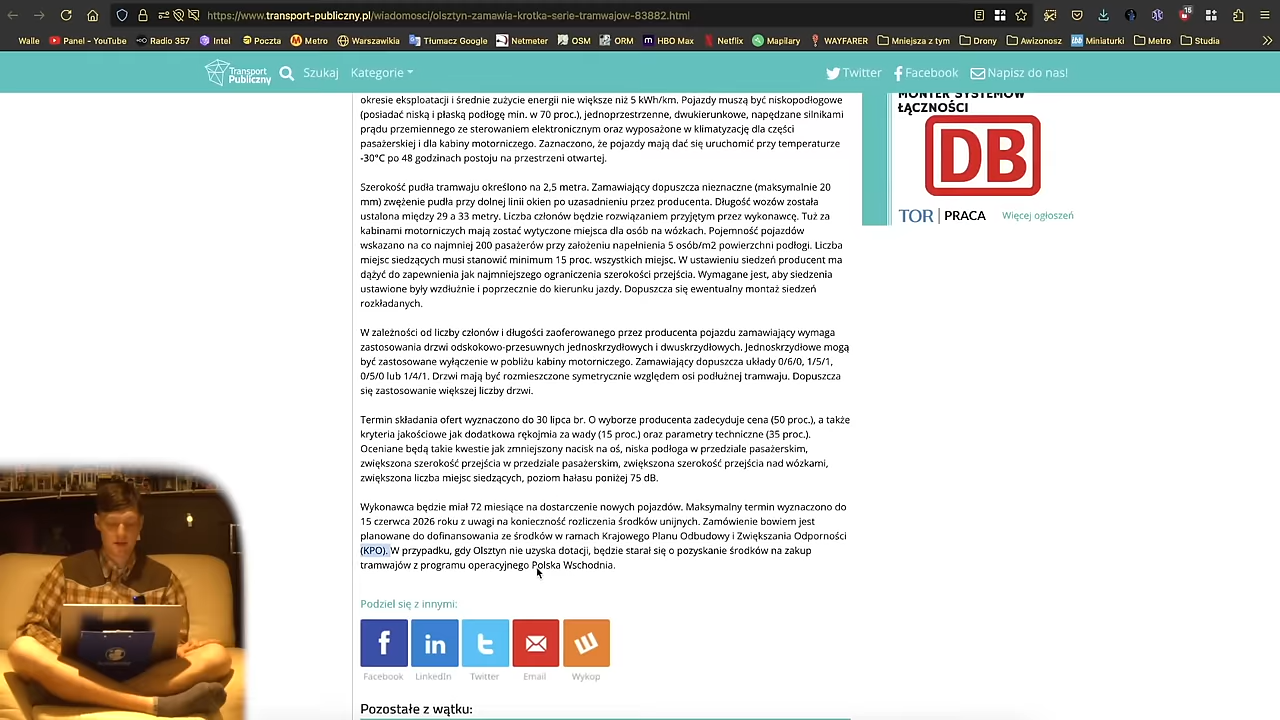 https://www.transport-publiczny.pl/wiadomosci/olsztyn-zamawia-krotka-serie-tramwajow-83882.html
15
Walle Panel - YouTube Radio 357 Intel Poczta Metro Warszawikia Tłumacz Google Netmeter OSM ORM HBO Max Netflix Mapilary WAYFARER Mniejsza z tym Drony Awizonosz Miniaturki Metro Studia
Transport Publiczny Szukaj Kategorie Twitter Facebook Napisz do nas!
okresie eksploatacji i średnie zużycie energii nie większe niż 5 kWh/km. Pojazdy muszą być niskopodłogowe
(posiadać niską i płaską podłogę min. w 70 proc.), jednoprzestrzenne, dwukierunkowe, napędzane silnikami
prądu przemiennego ze sterowaniem elektronicznym oraz wyposażone w klimatyzację dla części
pasażerskiej i dla kabiny motorniczego. Zaznaczono, że pojazdy mają dać się uruchomić przy temperaturze
-30°C po 48 godzinach postoju na przestrzeni otwartej.
Szerokość pudła tramwaju określono na 2,5 metra. Zamawiający dopuszcza nieznaczne (maksymalnie 20
mm) zwężenie pudła przy dolnej linii okien po uzasadnieniu przez producenta. Długość wozów została
ustalona między 29 a 33 metry. Liczba członów będzie rozwiązaniem przyjętym przez wykonawcę. Tuż za
kabinami motorniczych mają zostać wytyczone miejsca dla osób na wózkach. Pojemność pojazdów
wskazano na co najmniej 200 pasażerów przy założeniu napełnienia 5 osób/m2 powierzchni podłogi. Liczba
miejsc siedzących musi stanowić minimum 15 proc. wszystkich miejsc. W ustawieniu siedzeń producent ma
dążyć do zapewnienia jak najmniejszego ograniczenia szerokości przejścia. Wymagane jest, aby siedzenia
ustawione były wzdłużnie i poprzecznie do kierunku jazdy. Dopuszcza się ewentualny montaż siedzeń
rozkładanych.
W zależności od liczby członów i długości zaoferowanego przez producenta pojazdu zamawiający wymaga
zastosowania drzwi odskokowo-przesuwnych jednoskrzydłowych i dwuskrzydłowych. Jednoskrzydłowe mogą
być zastosowane wyłączenie w pobliżu kabiny motorniczego. Zamawiający dopuszcza układy 0/6/0, 1/5/1,
0/5/0 lub 1/4/1. Drzwi mają być rozmieszczone symetrycznie względem osi podłużnej tramwaju. Dopuszcza
się zastosowanie większej liczby drzwi.
Termin składania ofert wyznaczono do 30 lipca br. O wyborze producenta zadecyduje cena (50 proc.), a także
kryteria jakościowe jak dodatkowa rękojmia za wady (15 proc.) oraz parametry techniczne (35 proc.).
Oceniane będą takie kwestie jak zmniejszony nacisk na oś, niska podłoga w przedziale pasażerskim,
zwiększona szerokość przejścia w przedziale pasażerskim, zwiększona szerokość przejścia nad wózkami,
zwiększona liczba miejsc siedzących, poziom hałasu poniżej 75 dB.
Wykonawca będzie miał 72 miesiące na dostarczenie nowych pojazdów. Maksymalny termin wyznaczono do
15 czerwca 2026 roku z uwagi na konieczność rozliczenia środków unijnych. Zamówienie bowiem jest
planowane do dofinansowania ze środków w ramach Krajowego Planu Odbudowy i Zwiększania Odporności
(KPO). W przypadku, gdy Olsztyn nie uzyska dotacji, będzie starał się o pozyskanie środków na zakup
tramwajów z programu operacyjnego Polska Wschodnia.
Podziel się z innymi:
Facebook LinkedIn Twitter Email Wykop
Pozostałe z wątku:
MONTER SYSTEMÓW
ŁĄCZNOŚCI
DB
TOR | PRACA Więcej ogłoszeń